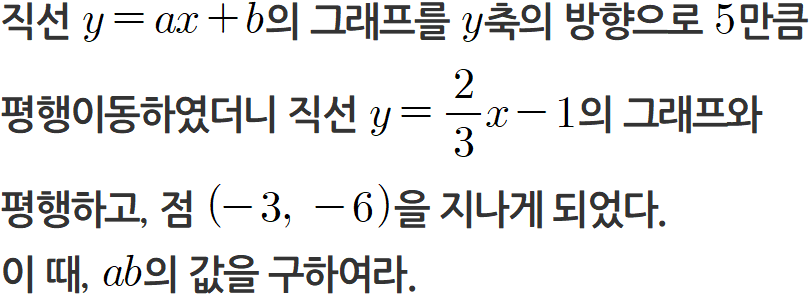 직선 $y=ax+b$의 그래프를 $y$축의 방향으로 $5$만큼
평행이동하였더니 직선 $y=\frac{2}{3}x-1$의 그래프와
평행하고, 점 $(-3, -6)$을 지나게 되었다.
이 때, $ab$의 값을 구하여라.